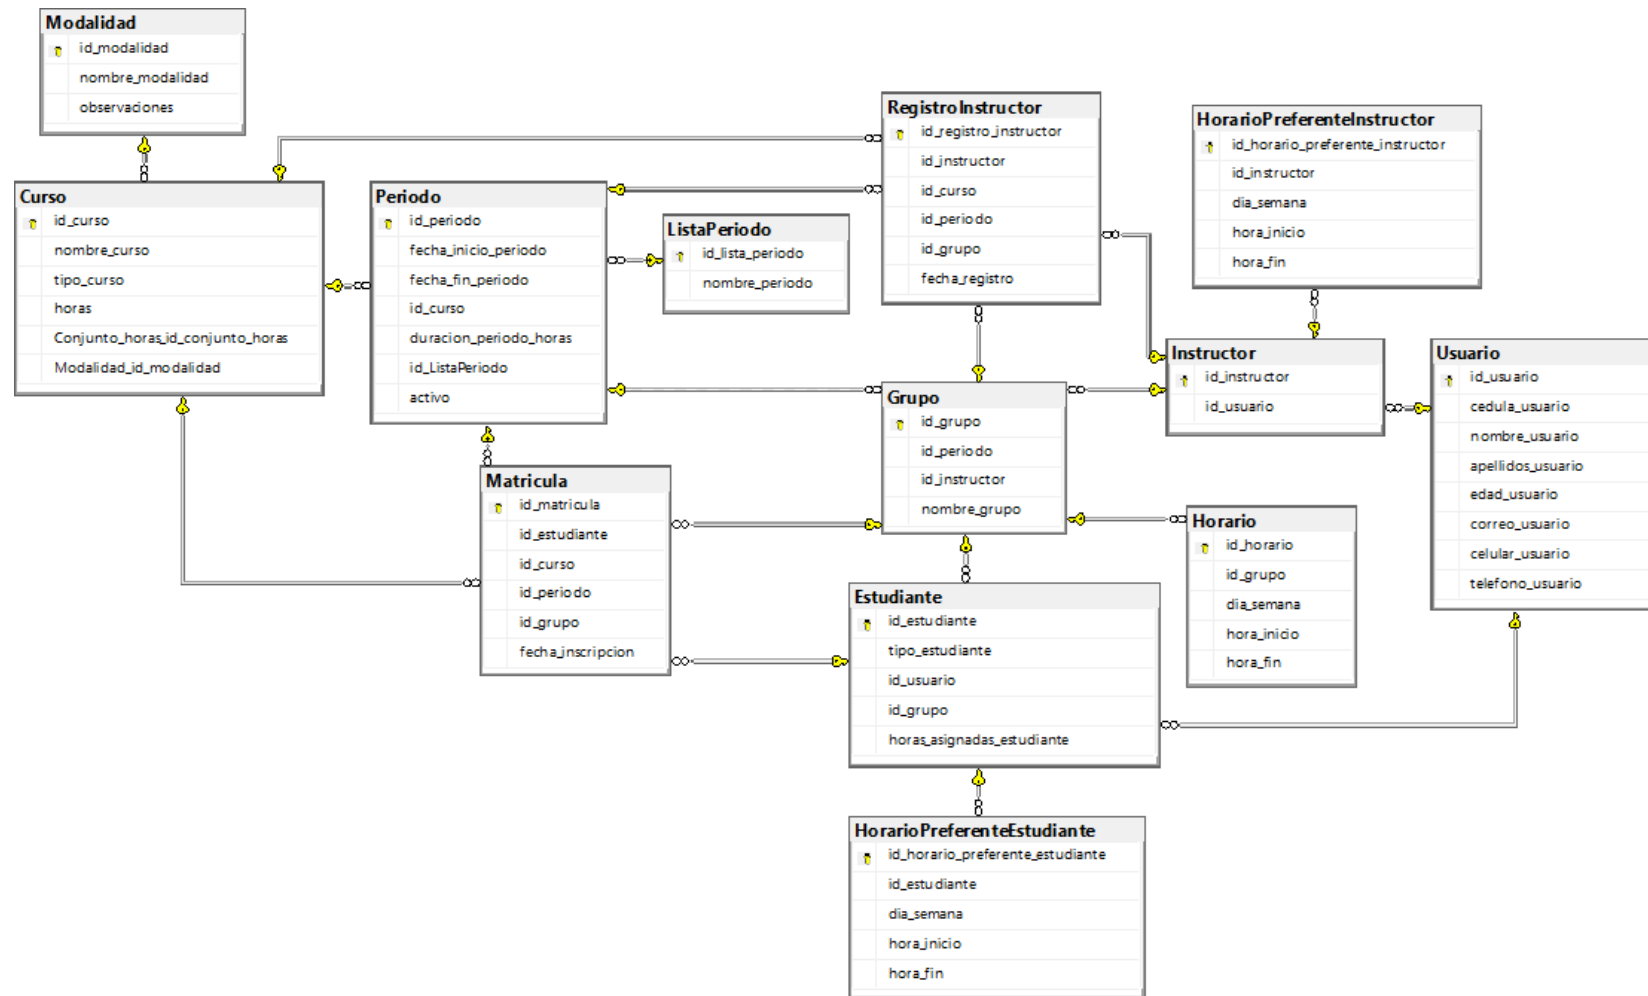 Modalidad
id_modalidad
nombre_modalidad
observaciones
Curso
id_curso
nombre_curso
tipo_curso
horas
Conjunto_horas_id_conjunto_horas
Modalidad_id_modalidad
Periodo
id_periodo
fecha_inicio_periodo
fecha_fin_periodo
id_curso
duracion_periodo_horas
id_ListaPeriodo
activo
ListaPeriodo
id_lista_periodo
nombre_periodo
RegistroInstructor
id_registro_instructor
id_instructor
id_curso
id_periodo
id_grupo
fecha_registro
HorarioPreferenteInstructor
id_horario_preferente_instructor
id_instructor
dia_semana
hora_inicio
hora_fin
Instructor
id_instructor
id_usuario
Usuario
id_usuario
cedula_usuario
nombre_usuario
apellidos_usuario
edad_usuario
correo_usuario
celular_usuario
telefono_usuario
Grupo
id_grupo
id_periodo
id_instructor
nombre_grupo
Matricula
id_matricula
id_estudiante
id_curso
id_periodo
id_grupo
fecha_inscripcion
Horario
id_horario
id_grupo
dia_semana
hora_inicio
hora_fin
Estudiante
id_estudiante
tipo_estudiante
id_usuario
id_grupo
horas_asignadas_estudiante
HorarioPreferenteEstudiante
id_horario_preferente_estudiante
id_estudiante
dia_semana
hora_inicio
hora_fin